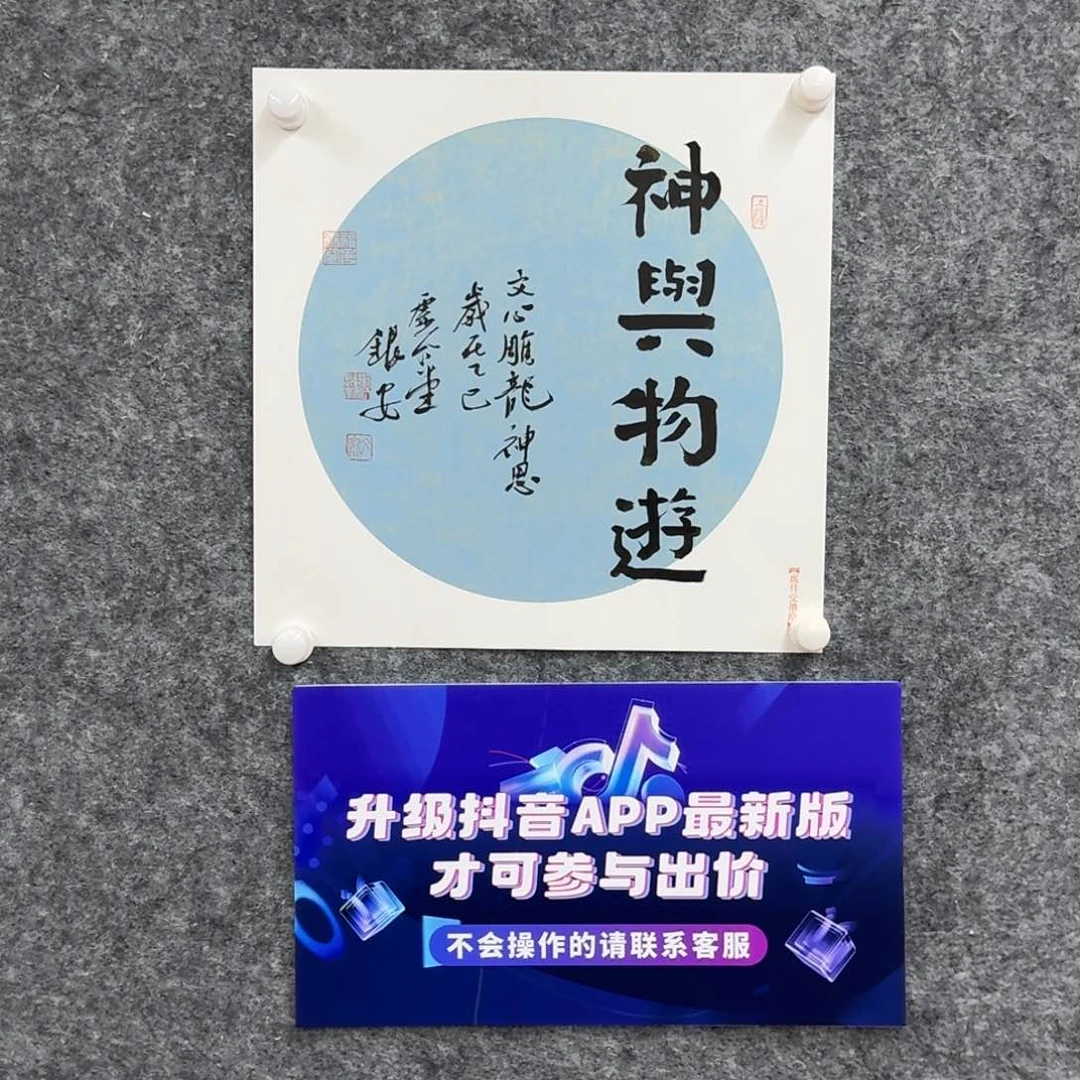 神與物遊
文心雕龍神思
歲在乙巳
虛谷堂
銀安
升级抖音APP最新版
才可参与出价
不会操作的请联系客服